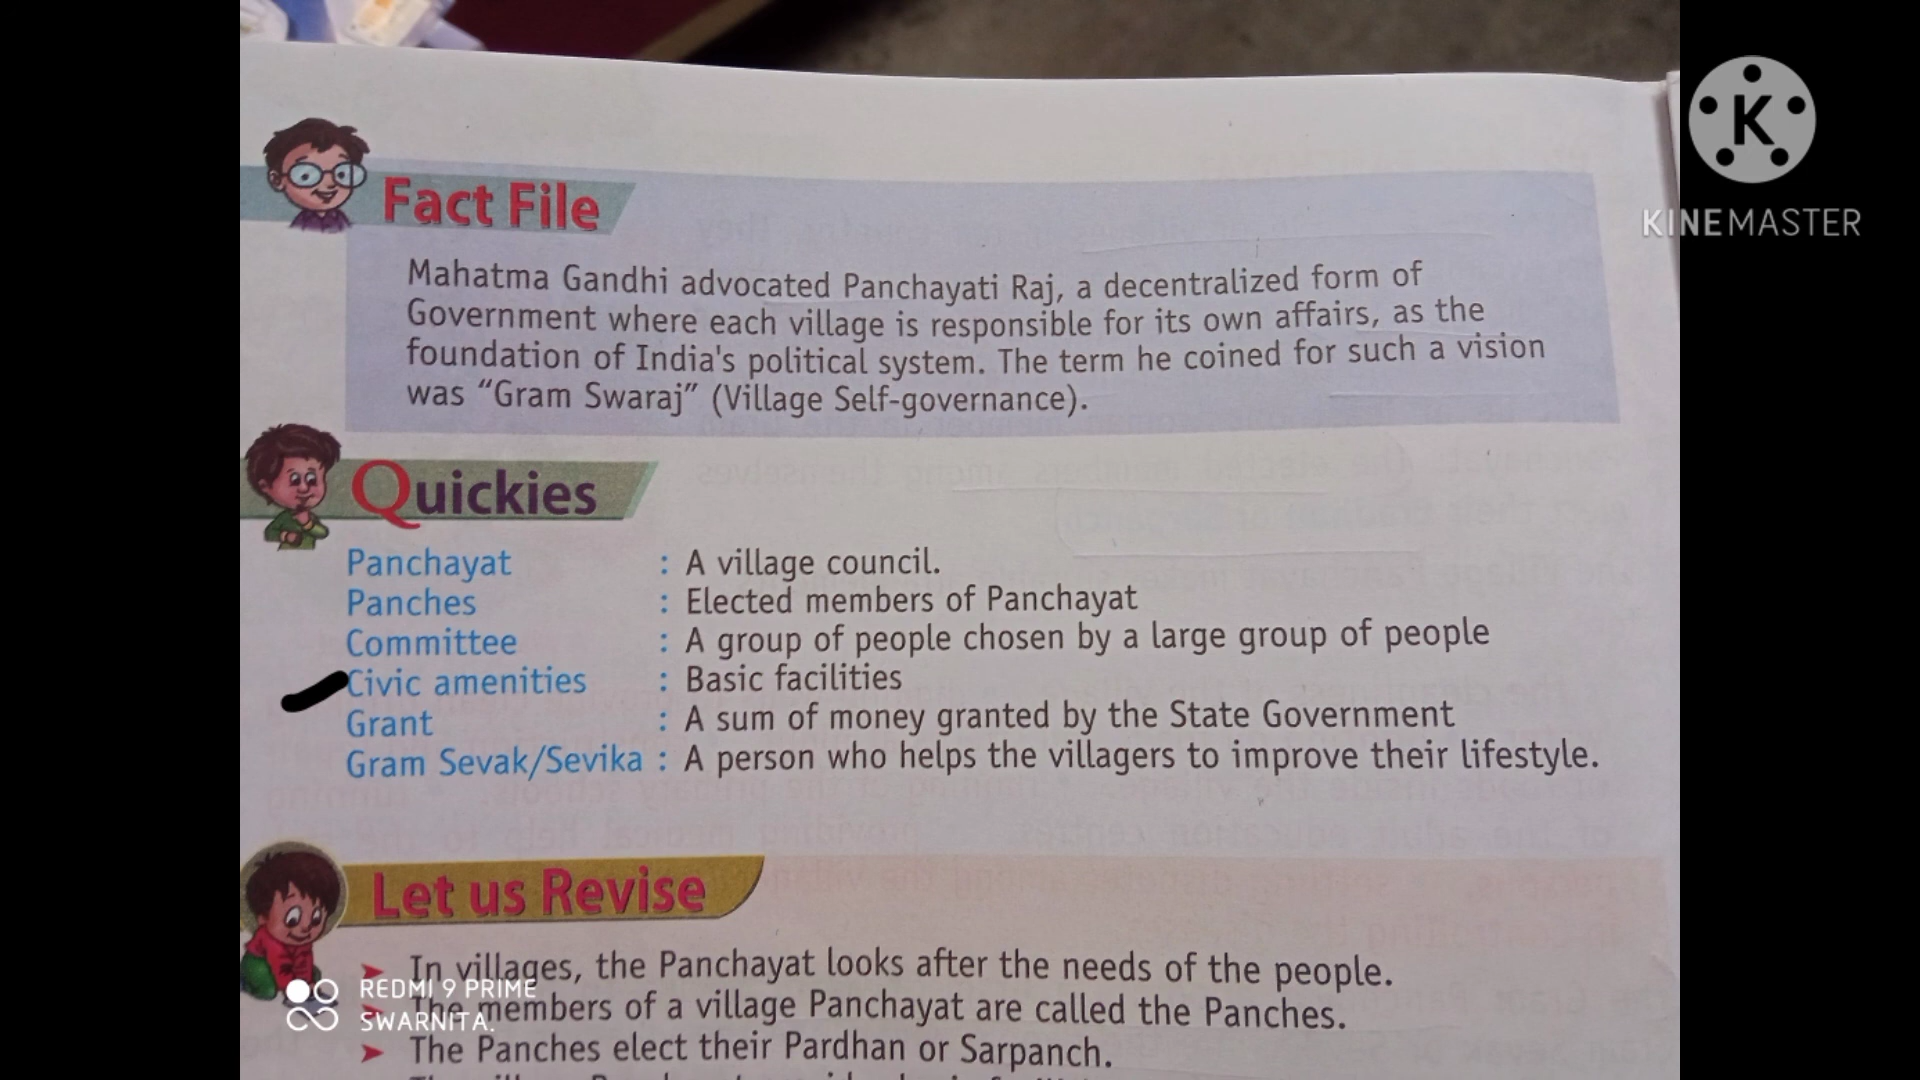 Fact File
Mahatma Gandhi advocated Panchayati Raj, a decentralized form of
Government where each village is responsible for its own affairs, as the
foundation of India's political system. The term he coined for such a vision
was “Gram Swaraj” (Village Self-governance).
Quickies
Panchayat : A village council.
Panches : Elected members of Panchayat
Committee : A group of people chosen by a large group of people
Civic amenities : Basic facilities
Grant : A sum of money granted by the State Government
Gram Sevak/Sevika : A person who helps the villagers to improve their lifestyle.
Let us Revise
➤ In villages, the Panchayat looks after the needs of the people.
➤ The members of a village Panchayat are called the Panches.
➤ The Panches elect their Pardhan or Sarpanch.
K
KINEMASTER
REDMI 9 PRIME
SWARNITA.